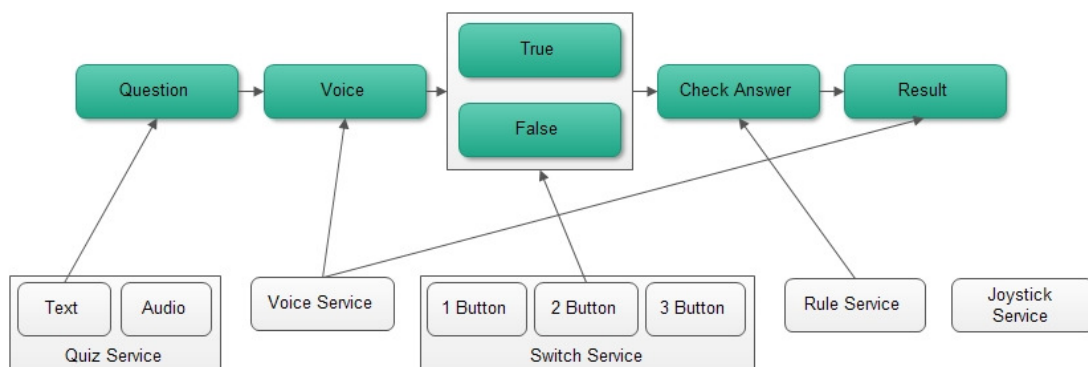 True
Question
Voice
Check Answer
Result
False
Text
Audio
Quiz Service
Voice Service
1 Button
2 Button
3 Button
Switch Service
Rule Service
Joystick
Service